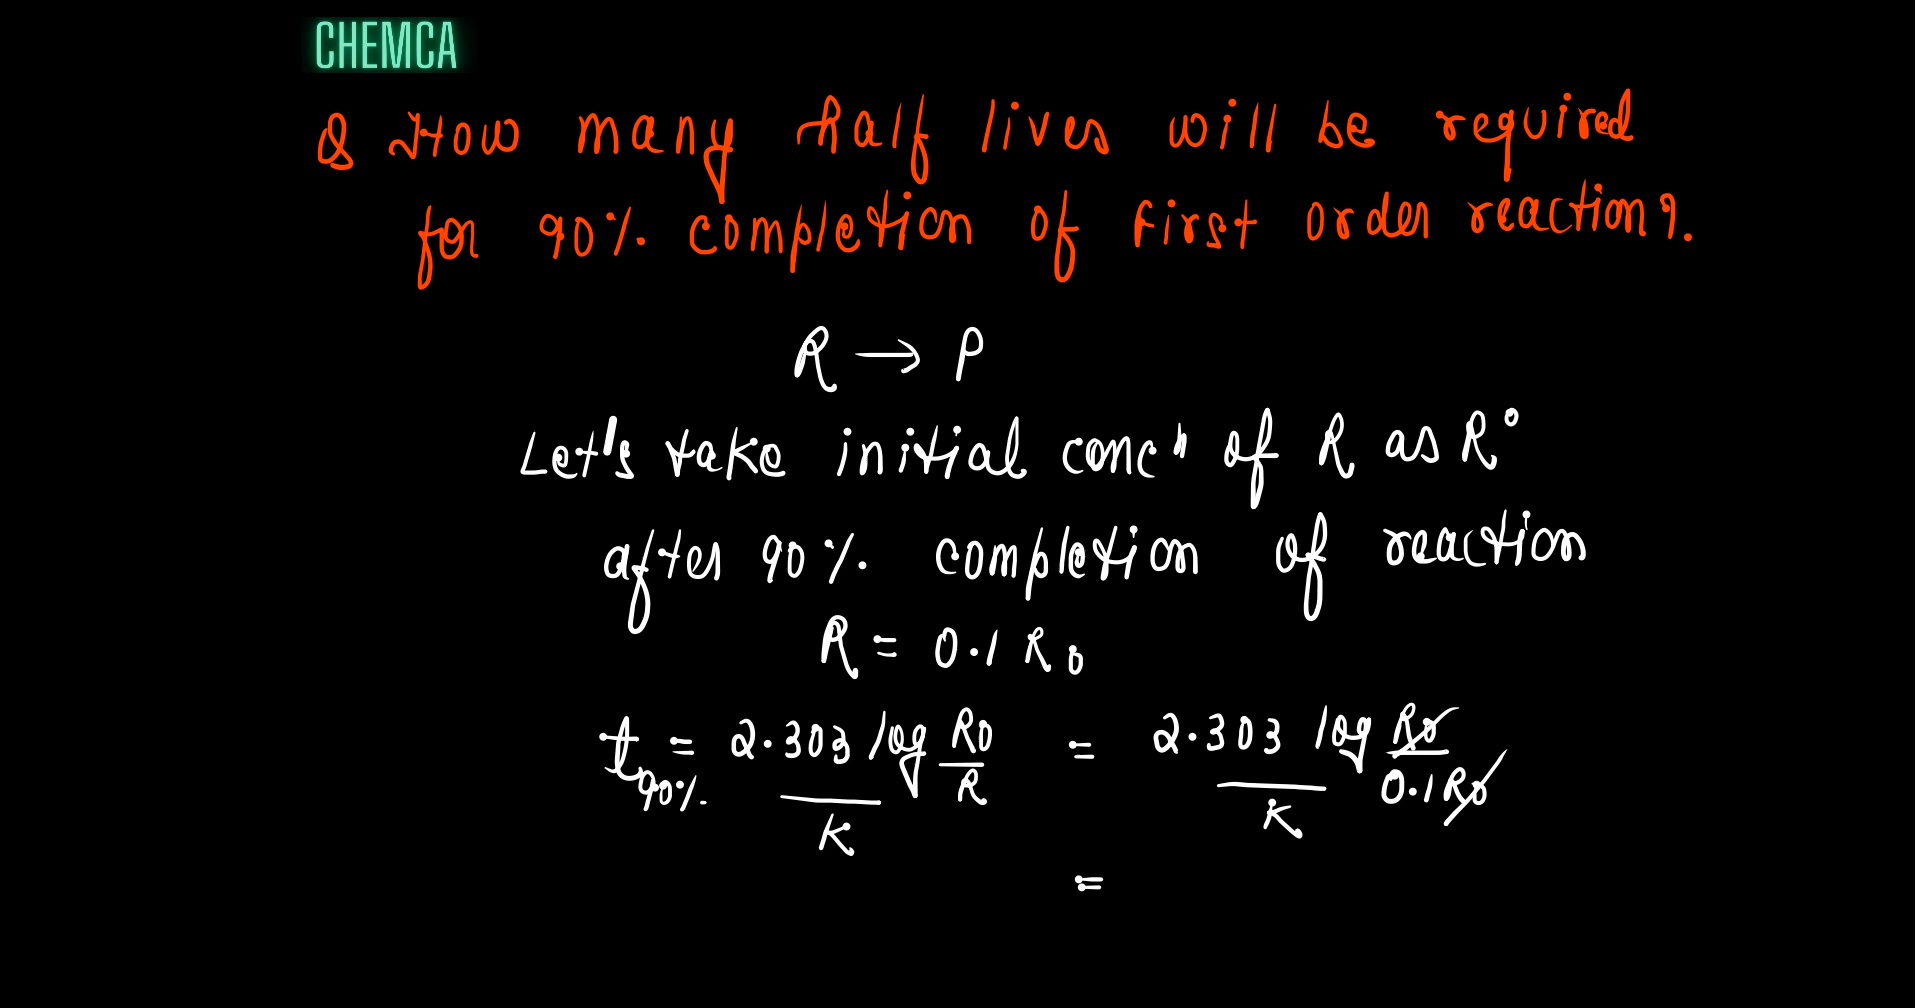 CHEMCA
Q How many half lives will be required
for 90% completion of first order reaction?.
R → P
Let's take initial concⁿ of R as R°
after 90% completion of reaction
R = 0.1 R₀
t₉₀% = 2.303/K log R₀/R = 2.303/K log R₀/0.1R₀
=